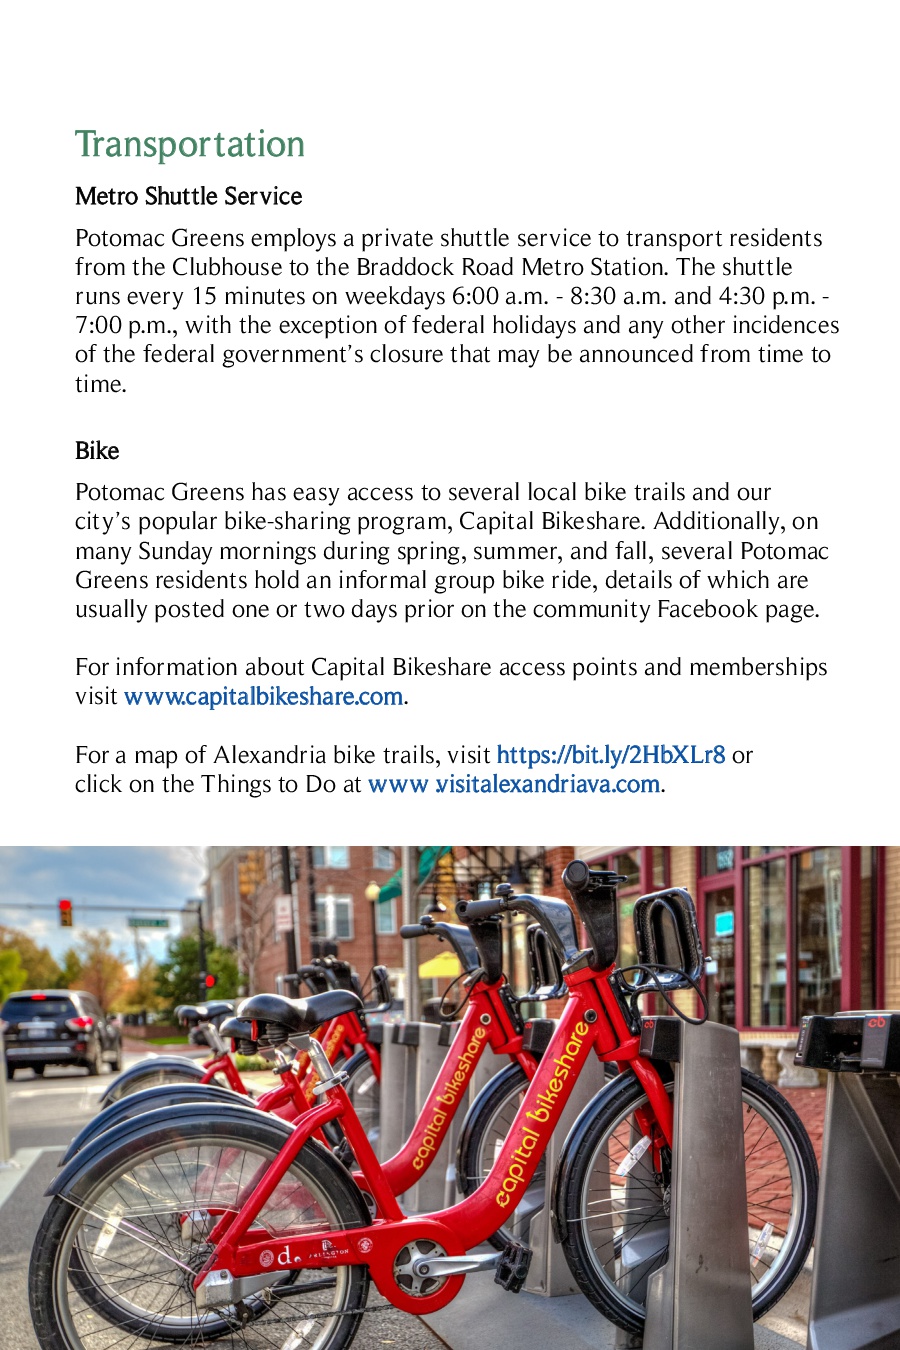 Transportation
Metro Shuttle Service
Potomac Greens employs a private shuttle service to transport residents
from the Clubhouse to the Braddock Road Metro Station. The shuttle
runs every 15 minutes on weekdays 6:00 a.m. - 8:30 a.m. and 4:30 p.m. -
7:00 p.m., with the exception of federal holidays and any other incidences
of the federal government’s closure that may be announced from time to
time.
Bike
Potomac Greens has easy access to several local bike trails and our
city’s popular bike-sharing program, Capital Bikeshare. Additionally, on
many Sunday mornings during spring, summer, and fall, several Potomac
Greens residents hold an informal group bike ride, details of which are
usually posted one or two days prior on the community Facebook page.
For information about Capital Bikeshare access points and memberships
visit www.capitalbikeshare.com.
For a map of Alexandria bike trails, visit https://bit.ly/2HbXLr8 or
click on the Things to Do at www .visitalexandriava.com.
capital bikeshare
capital bikeshare
cb
cb
d.
ARLINGTON